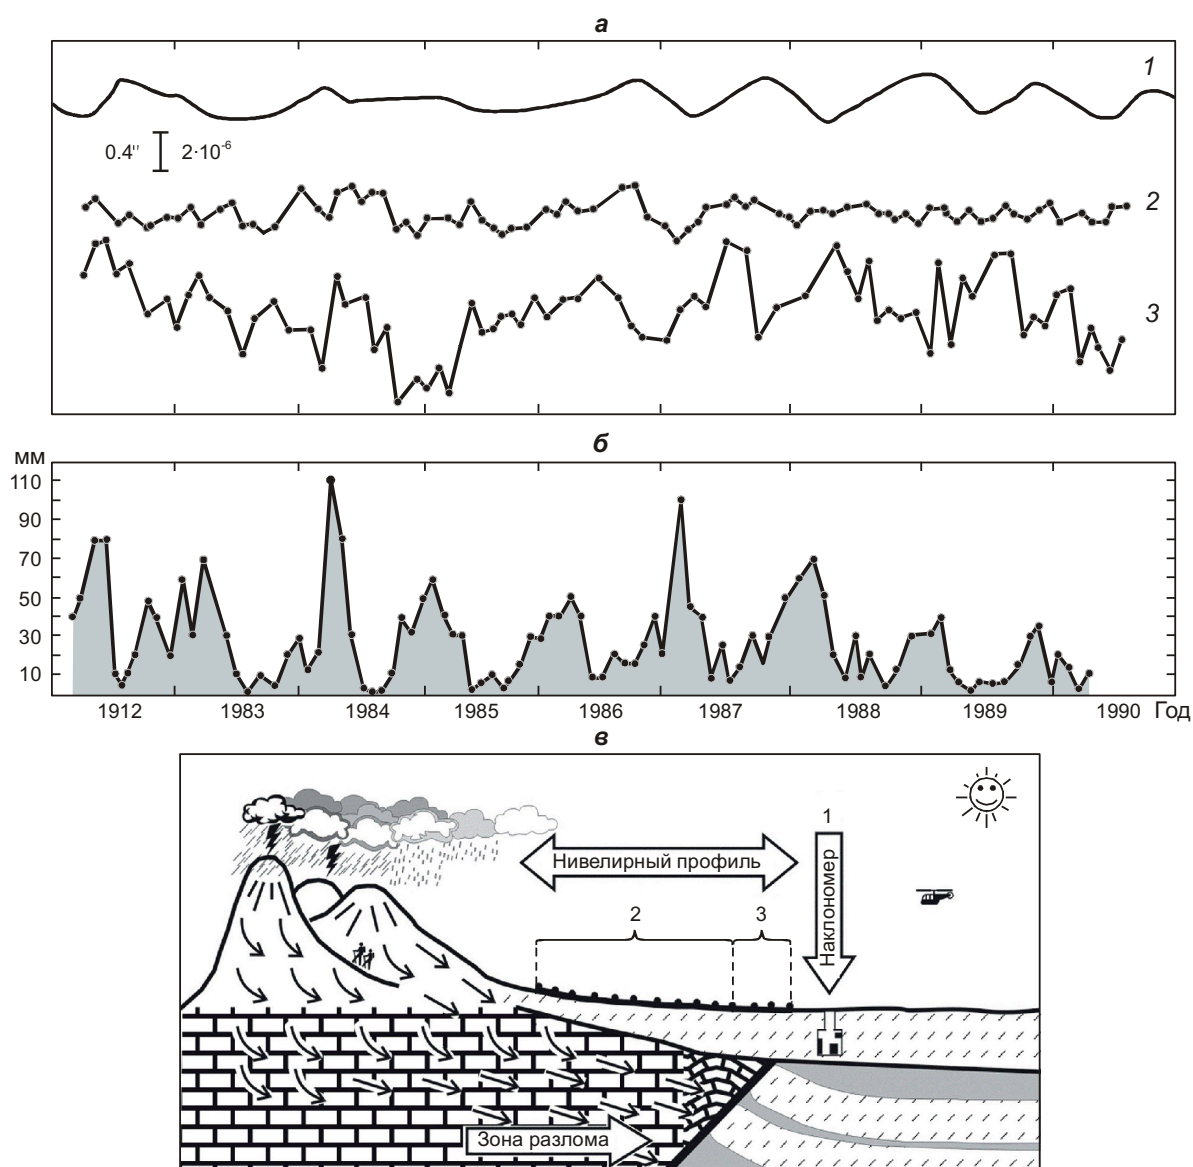 а
1
0.4" 2·10-6
2
3
б
мм
110
90
70
50
30
10
1912 1983 1984 1985 1986 1987 1988 1989 1990 Год
в
1
Нивелирный профиль
Наклономер
2 3
Зона разлома